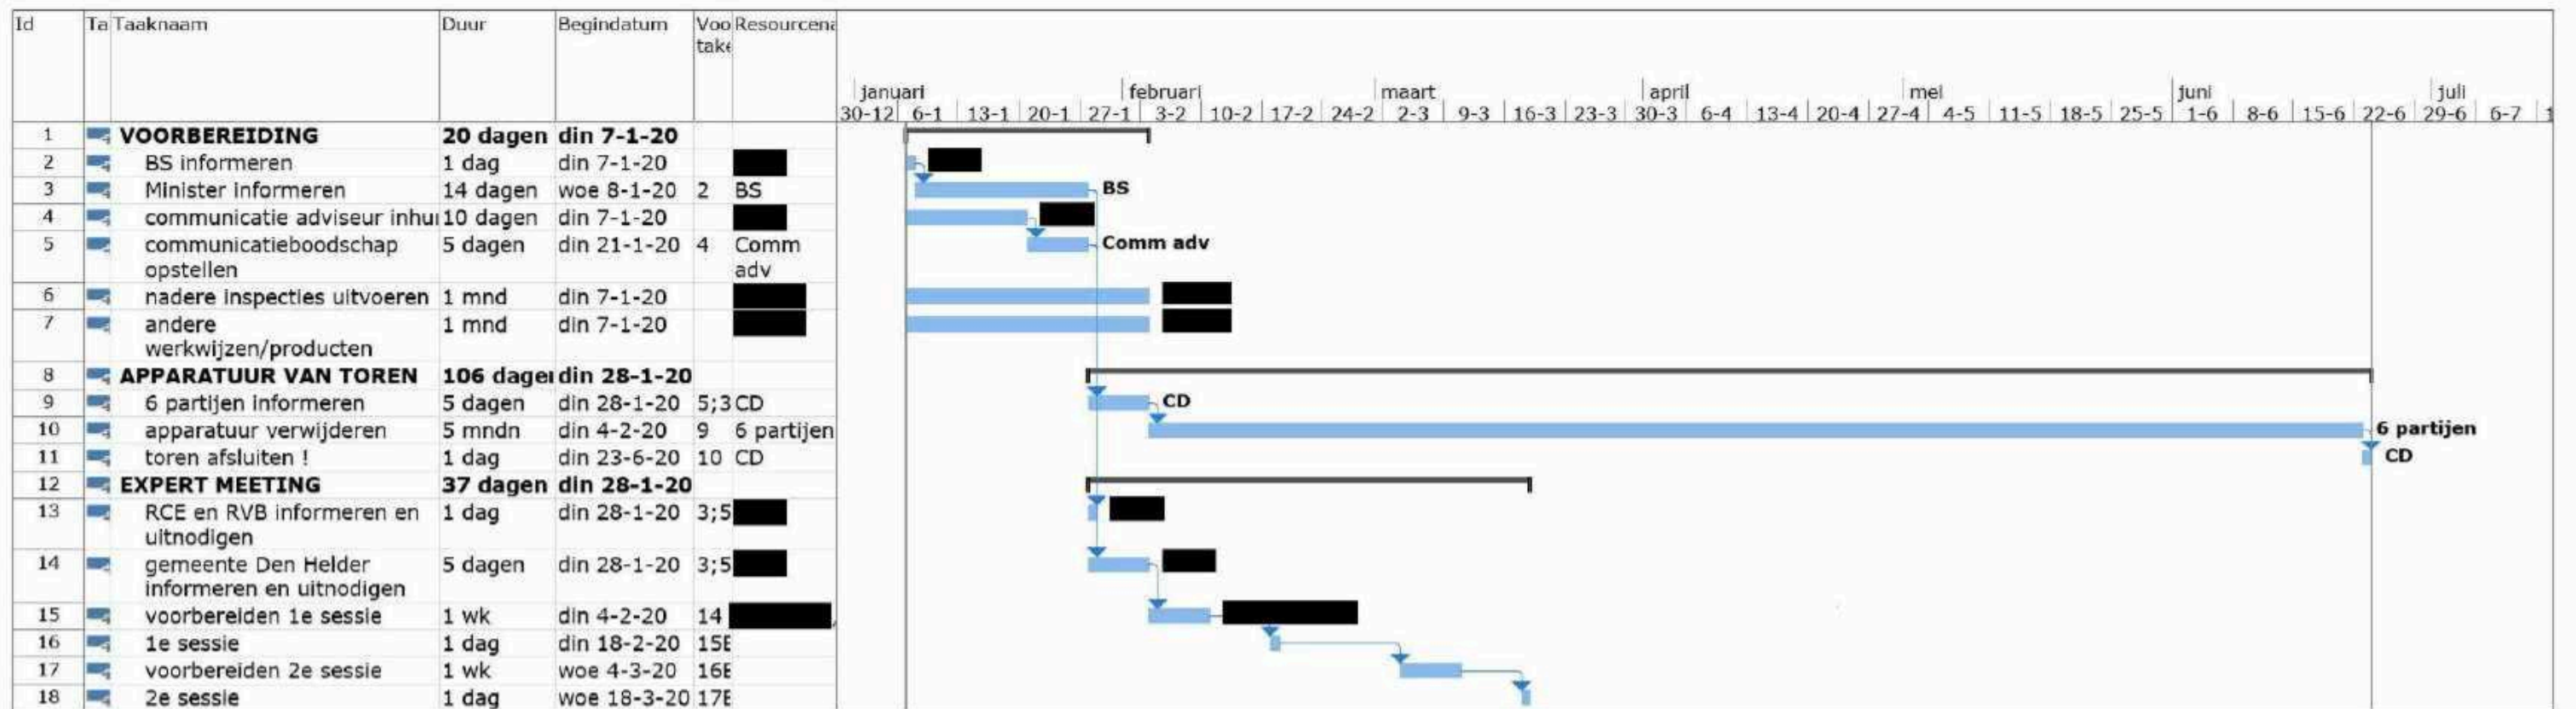 Id Ta Taaknaam Duur Begindatum Voo Resourcena
take
januari februari maart april mei juni juli
30-12 6-1 13-1 20-1 27-1 3-2 10-2 17-2 24-2 2-3 9-3 16-3 23-3 30-3 6-4 13-4 20-4 27-4 4-5 11-5 18-5 25-5 1-6 8-6 15-6 22-6 29-6 6-7 1
1 VOORBEREIDING 20 dagen din 7-1-20
2 BS informeren 1 dag din 7-1-20
3 Minister informeren 14 dagen woe 8-1-20 2 BS BS
4 communicatie adviseur inhu 10 dagen din 7-1-20
5 communicatieboodschap 5 dagen din 21-1-20 4 Comm Comm adv
opstellen adv
6 nadere inspecties uitvoeren 1 mnd din 7-1-20
7 andere 1 mnd din 7-1-20
werkwijzen/producten
8 APPARATUUR VAN TOREN 106 dagen din 28-1-20
9 6 partijen informeren 5 dagen din 28-1-20 5;3 CD CD
10 apparatuur verwijderen 5 mndn din 4-2-20 9 6 partijen 6 partijen
11 toren afsluiten ! 1 dag din 23-6-20 10 CD CD
12 EXPERT MEETING 37 dagen din 28-1-20
13 RCE en RVB informeren en 1 dag din 28-1-20 3;5
uitnodigen
14 gemeente Den Helder 5 dagen din 28-1-20 3;5
informeren en uitnodigen
15 voorbereiden 1e sessie 1 wk din 4-2-20 14
16 1e sessie 1 dag din 18-2-20 15E
17 voorbereiden 2e sessie 1 wk woe 4-3-20 16E
18 2e sessie 1 dag woe 18-3-20 17E